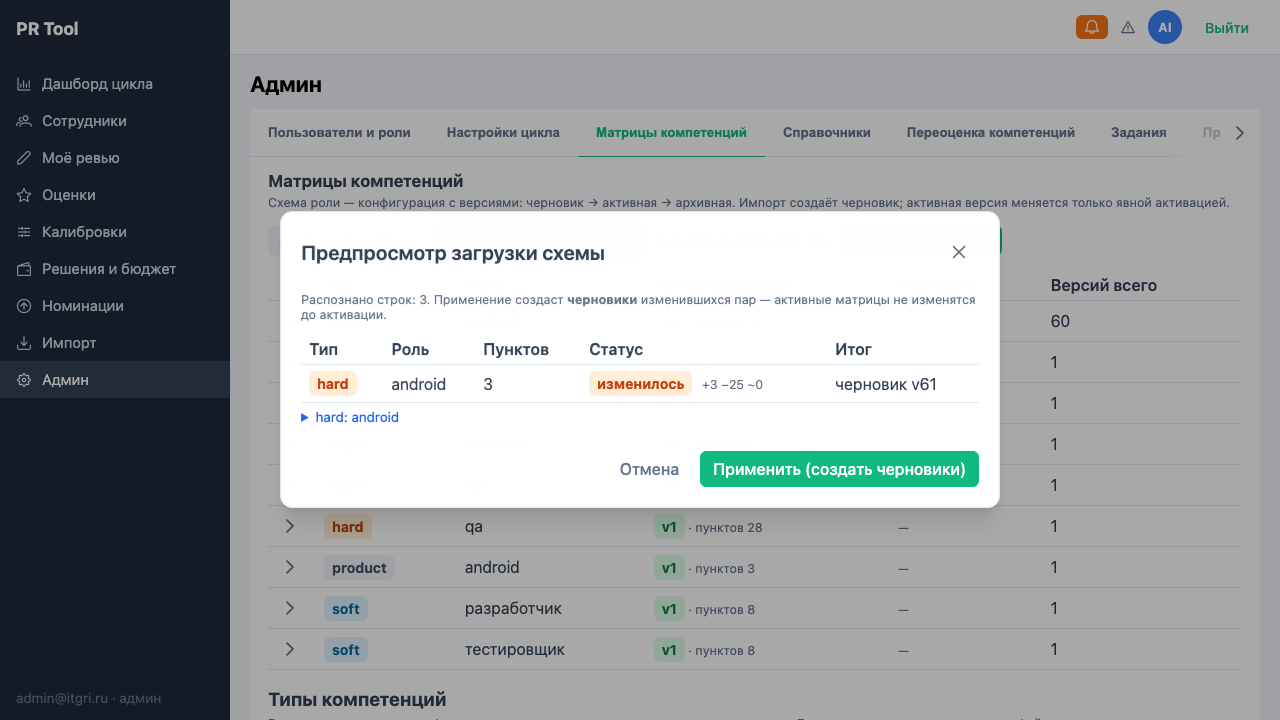 PR Tool
Дашборд цикла
Сотрудники
Моё ревью
Оценки
Калибровки
Решения и бюджет
Номинации
Импорт
Админ
admin@itgri.ru · админ
AI
Выйти
Админ
Пользователи и роли
Настройки цикла
Матрицы компетенций
Справочники
Переоценка компетенций
Задания
Пр
Матрицы компетенций
Схема роли — конфигурация с версиями: черновик → активная → архивная. Импорт создаёт черновик; активная версия меняется только явной активацией.
Версий всего
60
1
1
1
1
Предпросмотр загрузки схемы
Распознано строк: 3. Применение создаст черновики изменившихся пар — активные матрицы не изменятся
до активации.
Тип Роль Пунктов Статус Итог
hard android 3 изменилось +3 −25 ~0 черновик v61
hard: android
Отмена
Применить (создать черновики)
hard qa v1 · пунктов 28 — 1
product android v1 · пунктов 3 — 1
soft разработчик v1 · пунктов 8 — 1
soft тестировщик v1 · пунктов 8 — 1
Типы компетенций